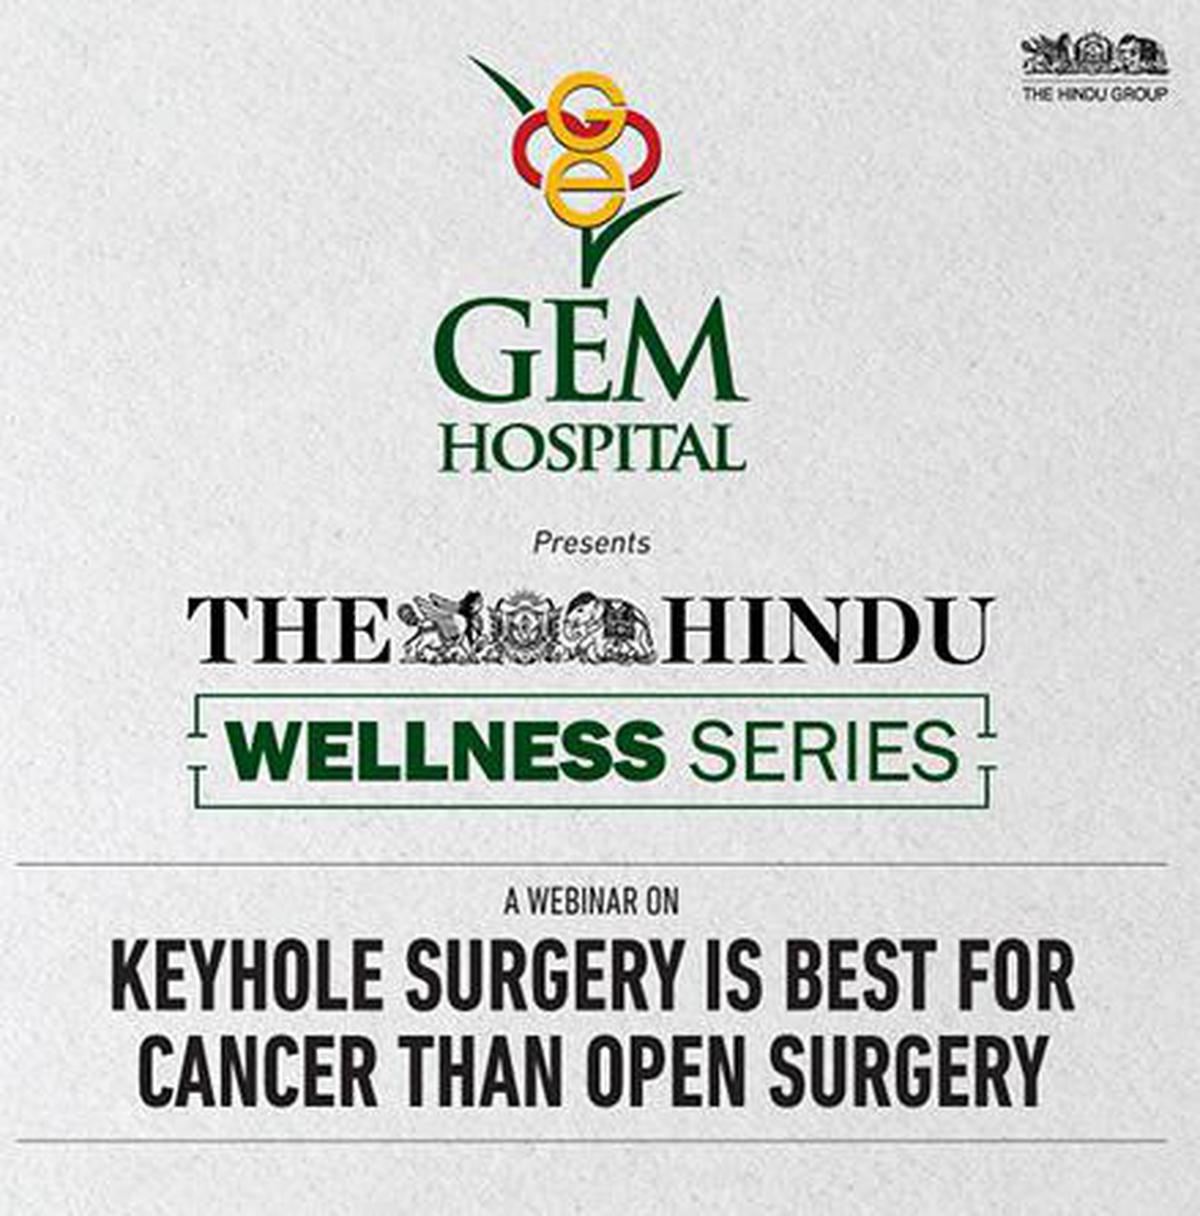 THE HINDU GROUP
Ge
GEM
HOSPITAL
Presents
THE HINDU
WELLNESS SERIES
A WEBINAR ON
KEYHOLE SURGERY IS BEST FOR
CANCER THAN OPEN SURGERY